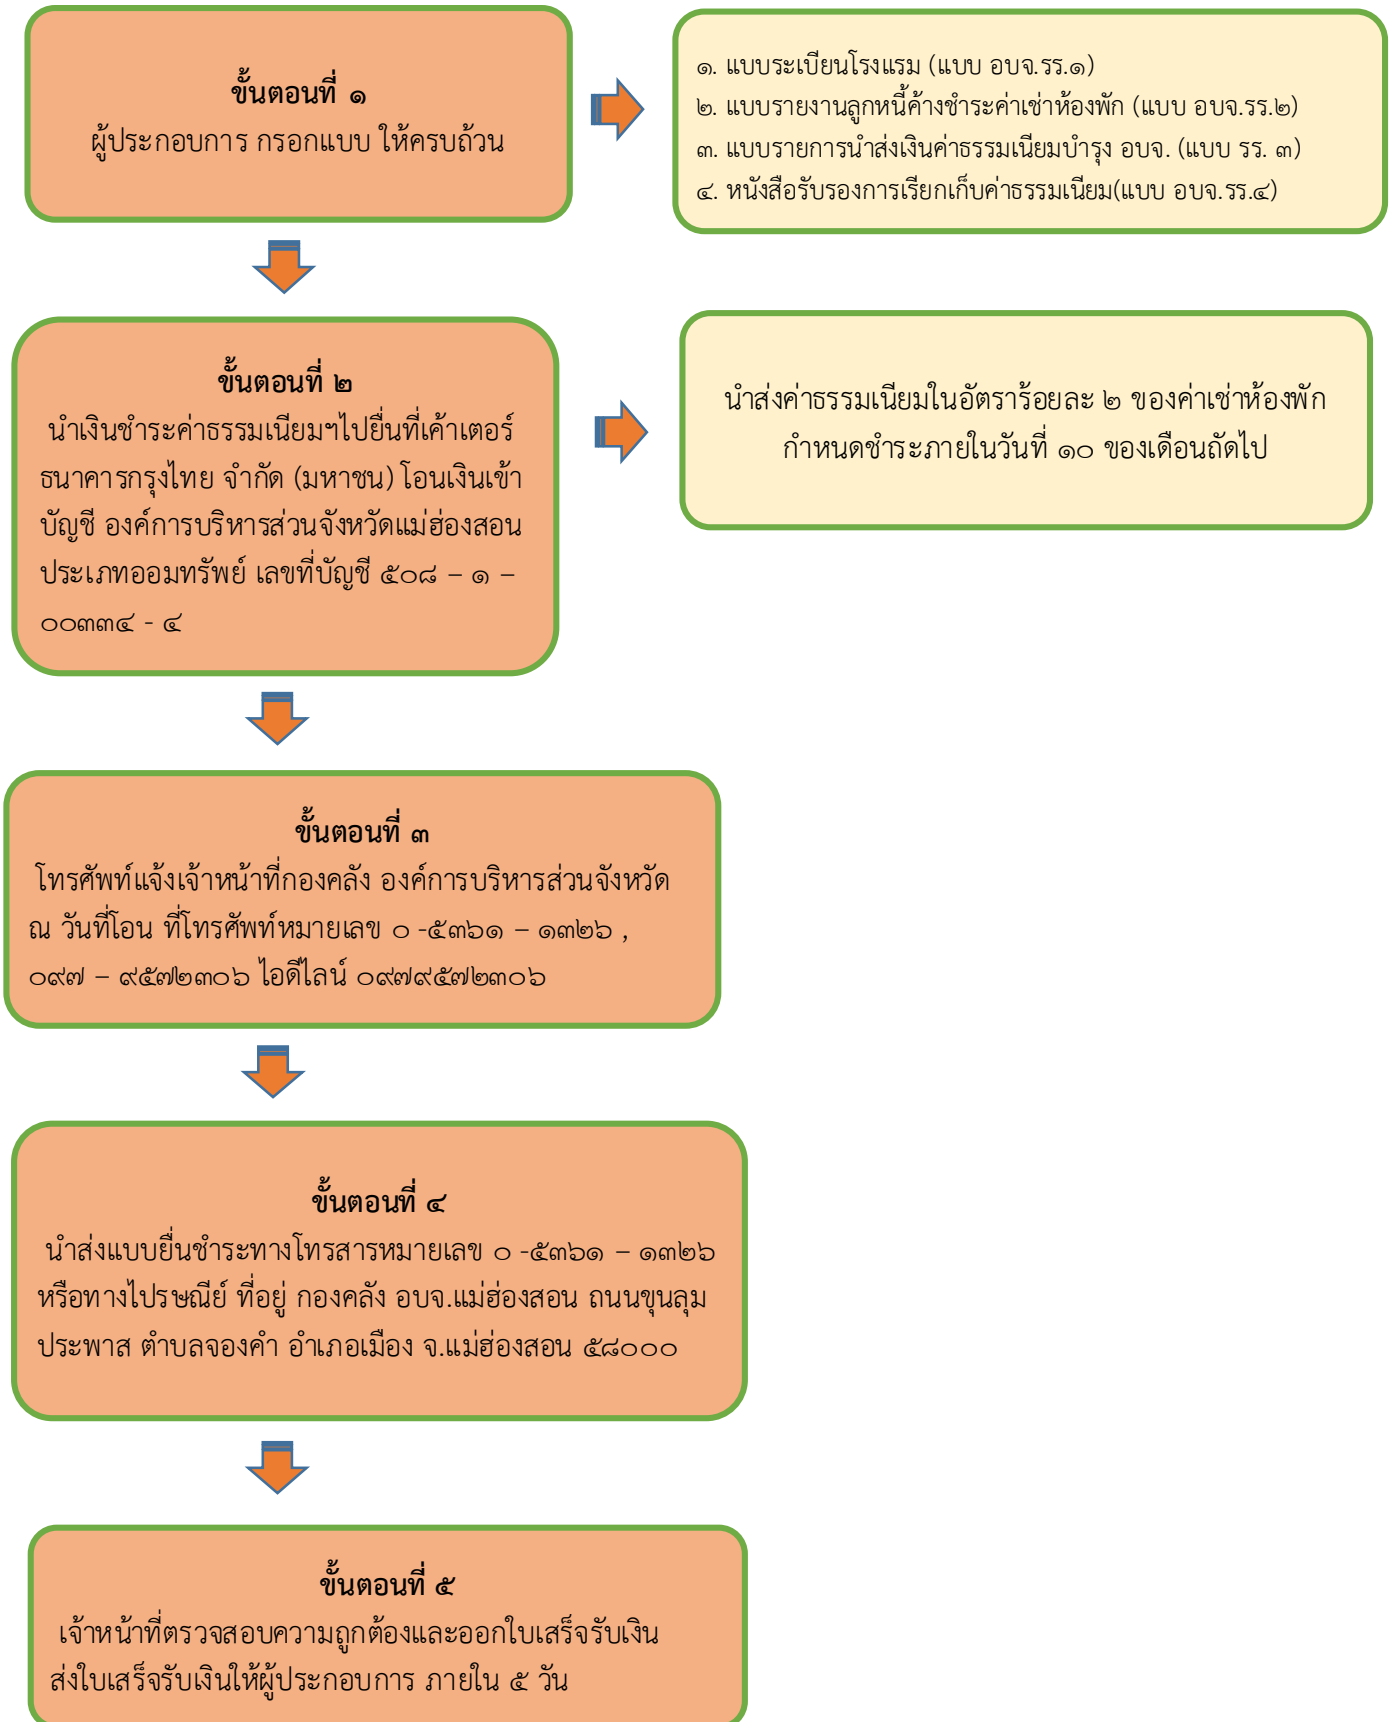 ขั้นตอนที่ ๑
ผู้ประกอบการ กรอกแบบ ให้ครบถ้วน
๑. แบบระเบียนโรงแรม (แบบ อบจ.รร.๑)
๒. แบบรายงานลูกหนี้ค้างชำระค่าเช่าห้องพัก (แบบ อบจ.รร.๒)
๓. แบบรายการนำส่งเงินค่าธรรมเนียมบำรุง อบจ. (แบบ รร. ๓)
๔. หนังสือรับรองการเรียกเก็บค่าธรรมเนียม(แบบ อบจ.รร.๔)
ขั้นตอนที่ ๒
นำเงินชำระค่าธรรมเนียมฯไปยื่นที่เค้าเตอร์
ธนาคารกรุงไทย จำกัด (มหาชน) โอนเงินเข้า
บัญชี องค์การบริหารส่วนจังหวัดแม่ฮ่องสอน
ประเภทออมทรัพย์ เลขที่บัญชี ๕๐๘ – ๑ –
๐๐๓๓๔ - ๔
นำส่งค่าธรรมเนียมในอัตราร้อยละ ๒ ของค่าเช่าห้องพัก
กำหนดชำระภายในวันที่ ๑๐ ของเดือนถัดไป
ขั้นตอนที่ ๓
โทรศัพท์แจ้งเจ้าหน้าที่กองคลัง องค์การบริหารส่วนจังหวัด
ณ วันที่โอน ที่โทรศัพท์หมายเลข ๐ -๕๓๖๑ – ๑๓๒๖ ,
๐๙๗ – ๙๕๗๒๓๐๖ ไอดีไลน์ ๐๙๗๙๕๗๒๓๐๖
ขั้นตอนที่ ๔
นำส่งแบบยื่นชำระทางโทรสารหมายเลข ๐ -๕๓๖๑ – ๑๓๒๖
หรือทางไปรษณีย์ ที่อยู่ กองคลัง อบจ.แม่ฮ่องสอน ถนนขุนลุม
ประพาส ตำบลจองคำ อำเภอเมือง จ.แม่ฮ่องสอน ๕๘๐๐๐
ขั้นตอนที่ ๕
เจ้าหน้าที่ตรวจสอบความถูกต้องและออกใบเสร็จรับเงิน
ส่งใบเสร็จรับเงินให้ผู้ประกอบการ ภายใน ๕ วัน